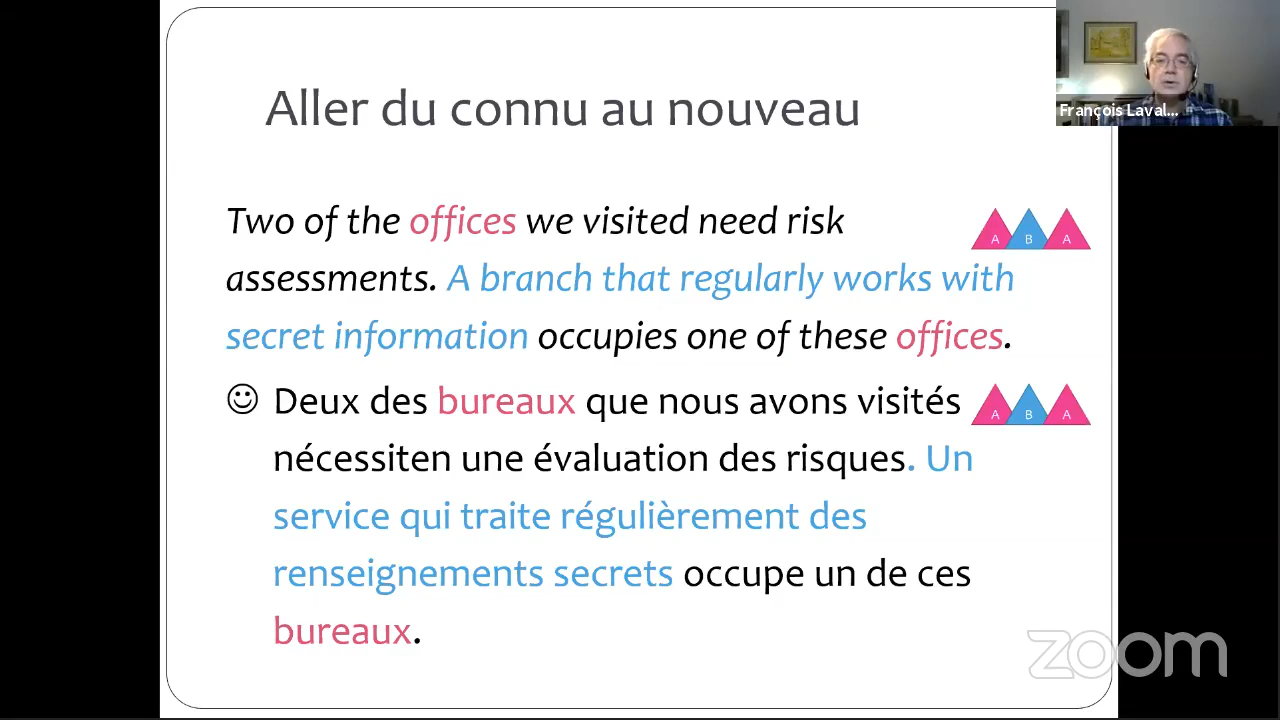 Aller du connu au nouveau
François Laval...
Two of the offices we visited need risk
A B A
assessments. A branch that regularly works with
secret information occupies one of these offices.
Deux des bureaux que nous avons visités
A B A
nécessiten une évaluation des risques. Un
service qui traite régulièrement des
renseignements secrets occupe un de ces
bureaux.
zoom